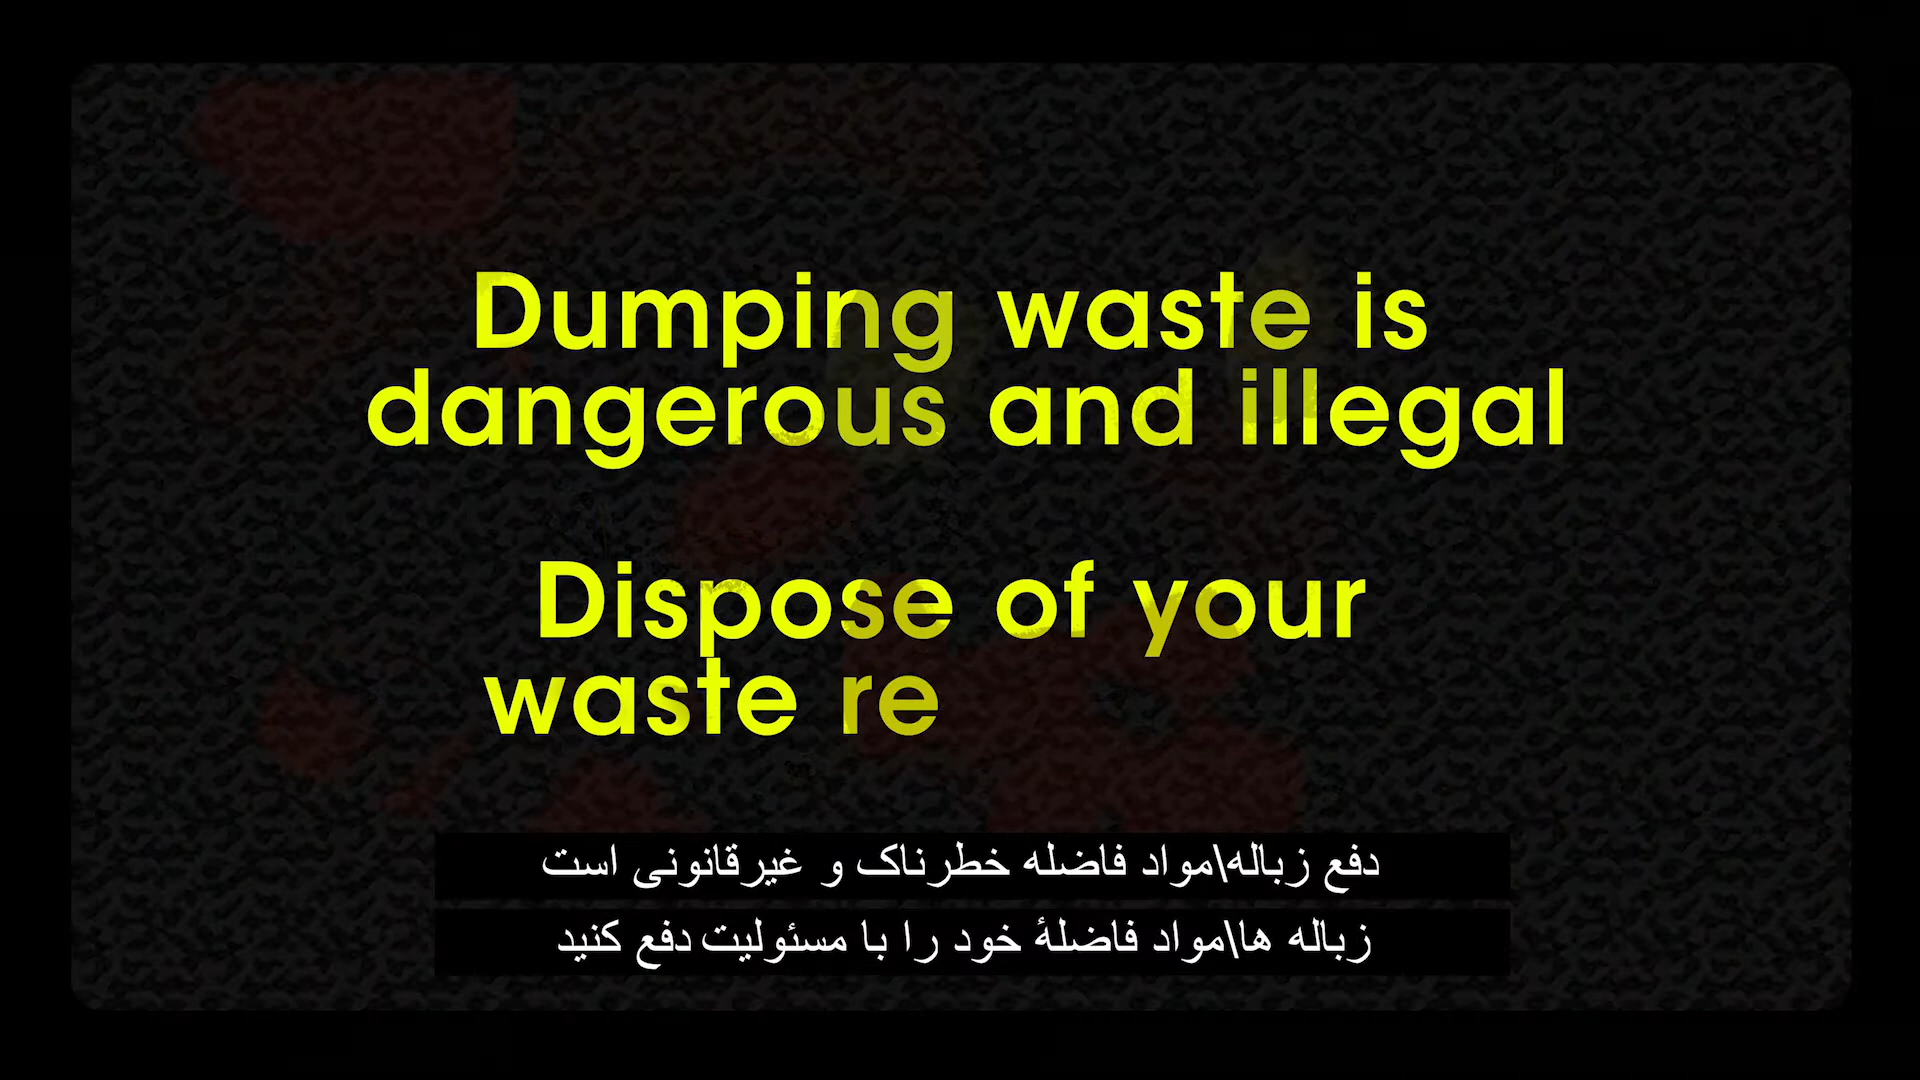 Dumping waste is
dangerous and illegal
Dispose of your
waste re
دفع زباله\مواد فاضله خطرناک و غیرقانونی است
زباله ها\مواد فاضلهٔ خود را با مسئولیت دفع کنید